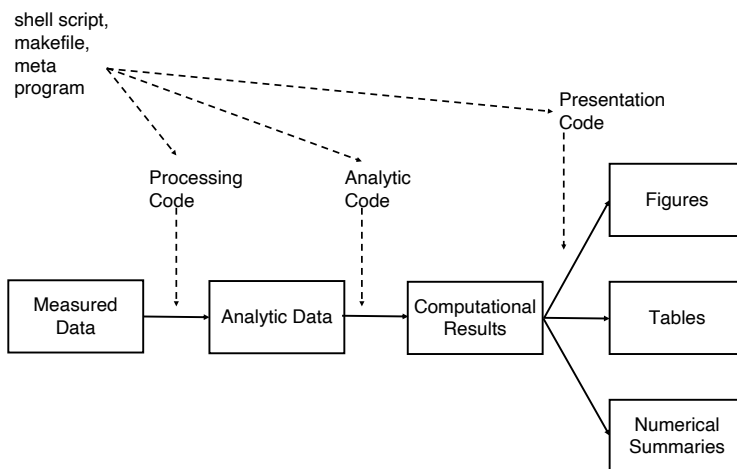 shell script,
makefile,
meta
program
Presentation
Code
Processing
Code
Analytic
Code
Figures
Measured
Data
Analytic Data
Computational
Results
Tables
Numerical
Summaries